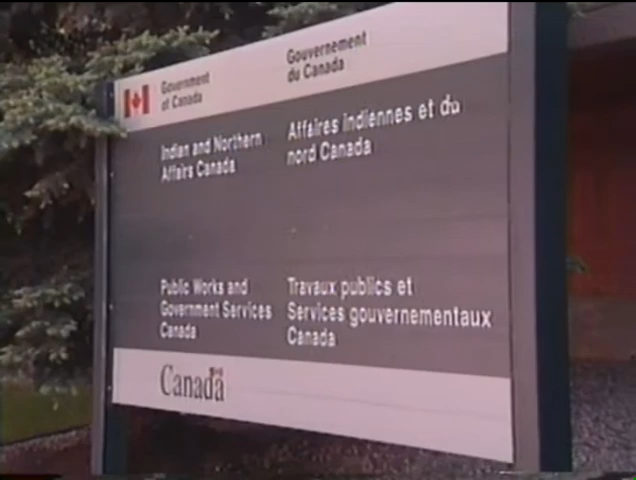 Government
of Canada
Gouvernement
du Canada
Indian and Northern
Affairs Canada
Affaires indiennes et du
nord Canada
Public Works and
Government Services
Canada
Travaux publics et
Services gouvernementaux
Canada
Canada